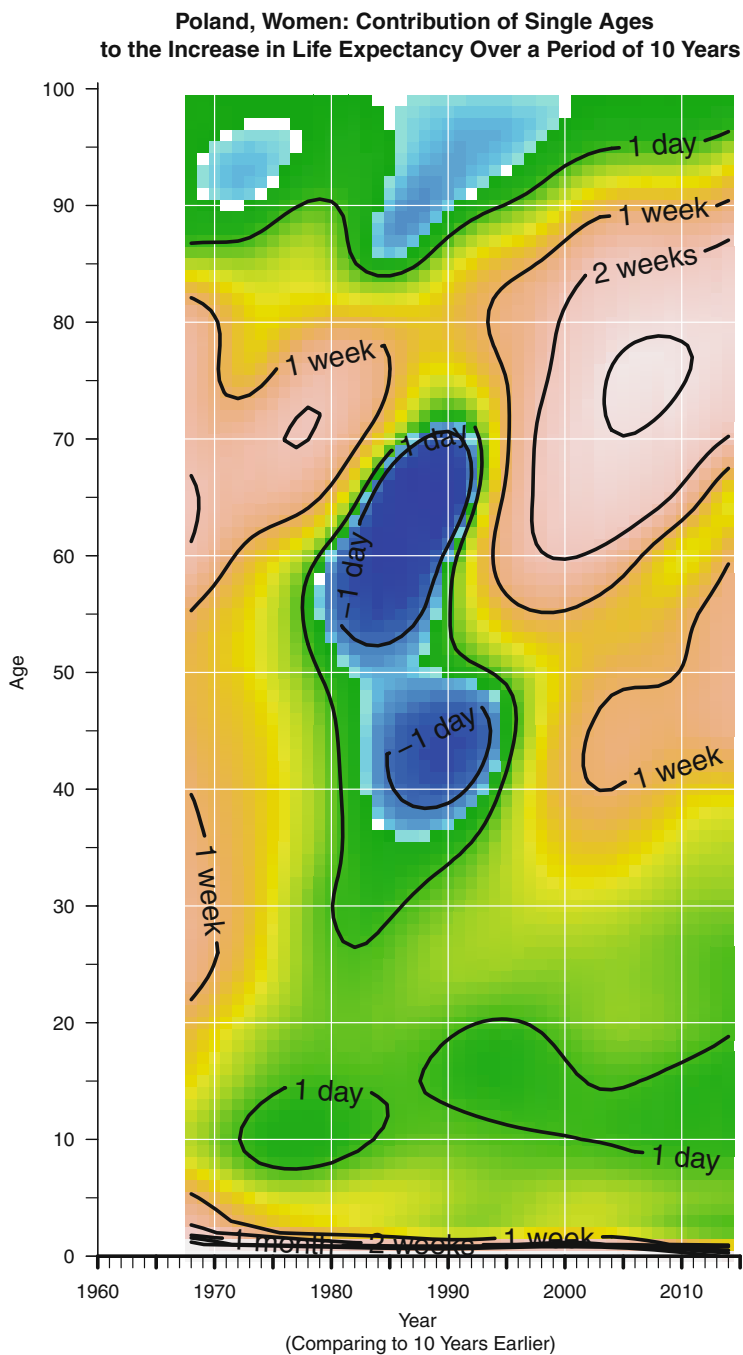 Poland, Women: Contribution of Single Ages
to the Increase in Life Expectancy Over a Period of 10 Years
100
90
80
70
60
50
40
30
20
10
0
Age
1 day
1 week
2 weeks
1 week
1 day
−1 day
−1 day
1 week
1 week
1 day
1 day
1 month
2 weeks
1 week
1960
1970
1980
1990
2000
2010
Year
(Comparing to 10 Years Earlier)